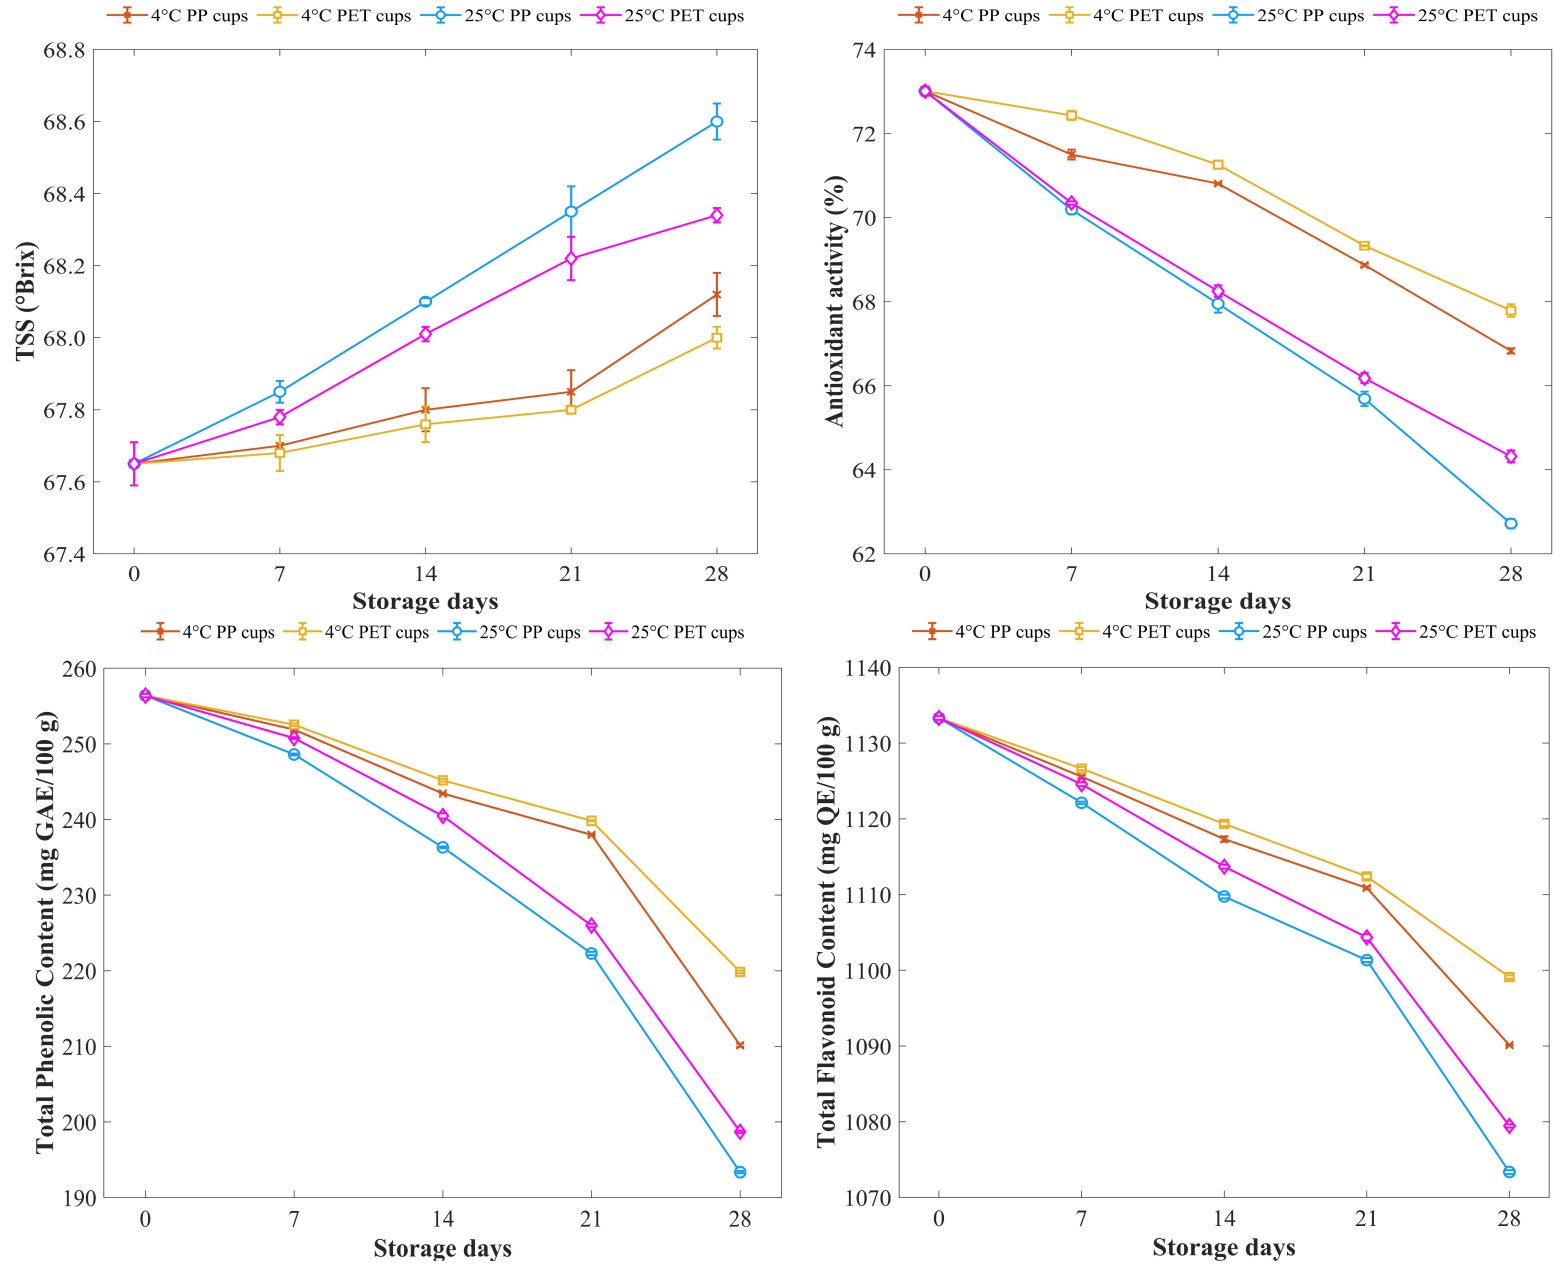 4°C PP cups 4°C PET cups 25°C PP cups 25°C PET cups
68.8
68.6
68.4
68.2
68.0
67.8
67.6
67.4
TSS (°Brix)
0 7 14 21 28
Storage days
4°C PP cups 4°C PET cups 25°C PP cups 25°C PET cups
74
72
70
68
66
64
62
Antioxidant activity (%)
0 7 14 21 28
Storage days
4°C PP cups 4°C PET cups 25°C PP cups 25°C PET cups
260
250
240
230
220
210
200
190
Total Phenolic Content (mg GAE/100 g)
0 7 14 21 28
Storage days
4°C PP cups 4°C PET cups 25°C PP cups 25°C PET cups
1140
1130
1120
1110
1100
1090
1080
1070
Total Flavonoid Content (mg QE/100 g)
0 7 14 21 28
Storage days